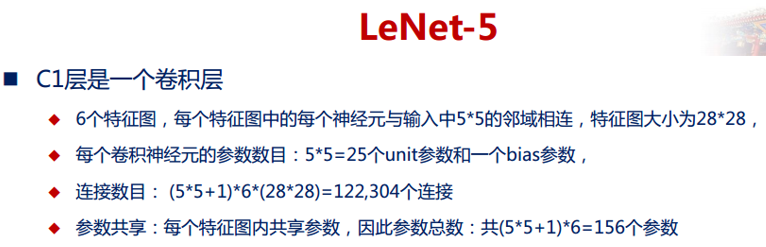 LeNet-5
C1层是一个卷积层
6个特征图，每个特征图中的每个神经元与输入中5*5的邻域相连，特征图大小为28*28，
每个卷积神经元的参数数目：5*5=25个unit参数和一个bias参数，
连接数目： (5*5+1)*6*(28*28)=122,304个连接
参数共享：每个特征图内共享参数，因此参数总数：共(5*5+1)*6=156个参数